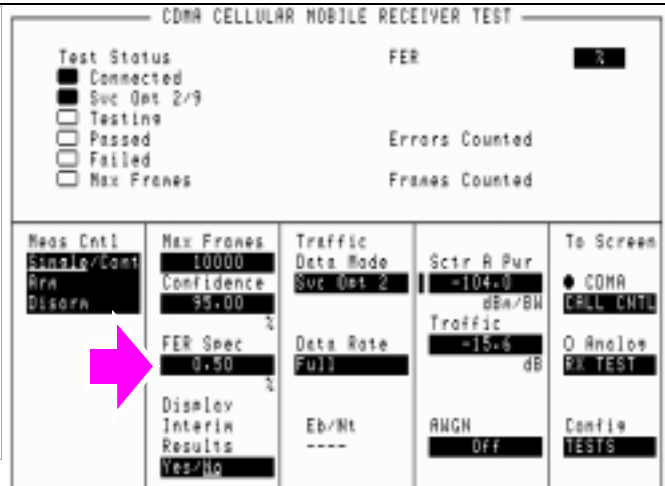 CDMA CELLULAR MOBILE RECEIVER TEST
Test Status
Connected
Svc Opt 2/9
Testing
Passed
Failed
Max Frames
FER
%
Errors Counted
Frames Counted
Meas Cntl
Single/Cont
Arm
Disarm
Max Frames
10000
Confidence
95.00
%
FER Spec
0.50
%
Display
Interim
Results
Yes/No
Traffic
Data Mode
Svc Opt 2
Data Rate
Full
Eb/Nt
----
Sctr A Pwr
-104.0
dBm/BW
Traffic
-15.6
dB
AWGN
Off
To Screen
CDMA
CALL CNTL
Analog
RX TEST
Config
TESTS